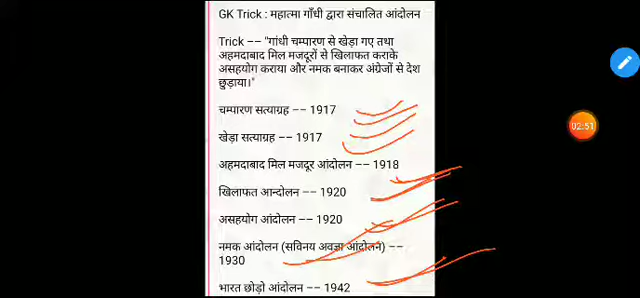 GK Trick : महात्मा गाँधी द्वारा संचालित आंदोलन
Trick –– "गांधी चम्पारण से खेड़ा गए तथा
अहमदाबाद मिल मजदूरों से खिलाफत कराके
असहयोग कराया और नमक बनाकर अंग्रेजों से देश
छुड़ाया।"
चम्पारण सत्याग्रह –– 1917
खेड़ा सत्याग्रह –– 1917
अहमदाबाद मिल मजदूर आंदोलन –– 1918
खिलाफत आन्दोलन –– 1920
असहयोग आंदोलन –– 1920
नमक आंदोलन (सविनय अवज्ञा आंदोलन) ––
1930
भारत छोड़ो आंदोलन –– 1942
02:51